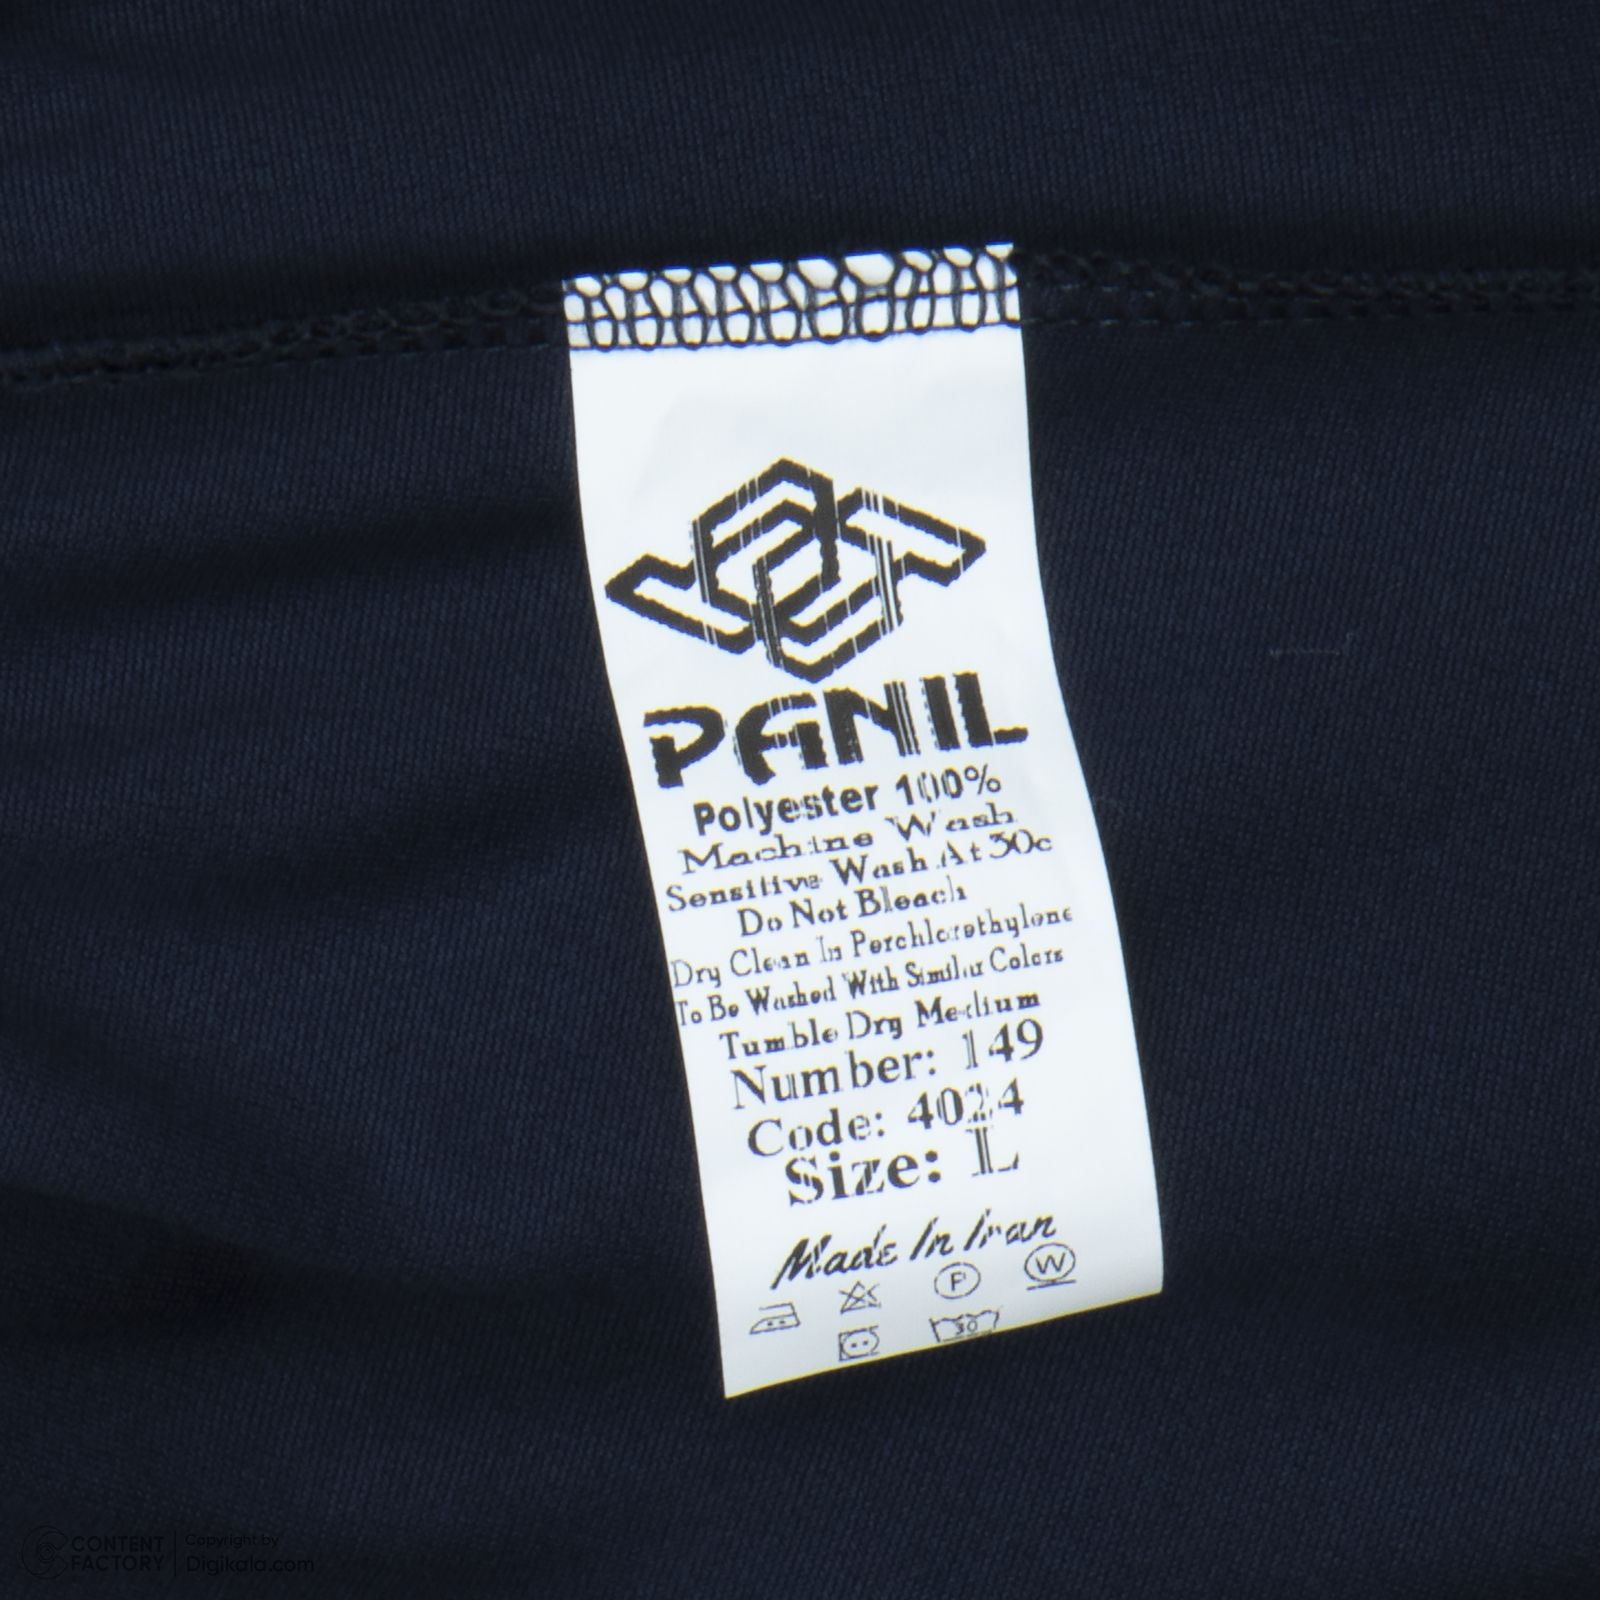 PANIL
Polyester 100%
Machine Wash
Sensitive Wash At 30c
Do Not Bleach
Dry Clean In Perchlorethylene
To Be Washed With Similar Colors
Tumble Dry Medium
Number: 149
Code: 4024
Size: L
Made In Iran
F W
30
CONTENT FACTORY
Copyright by
Digikala.com